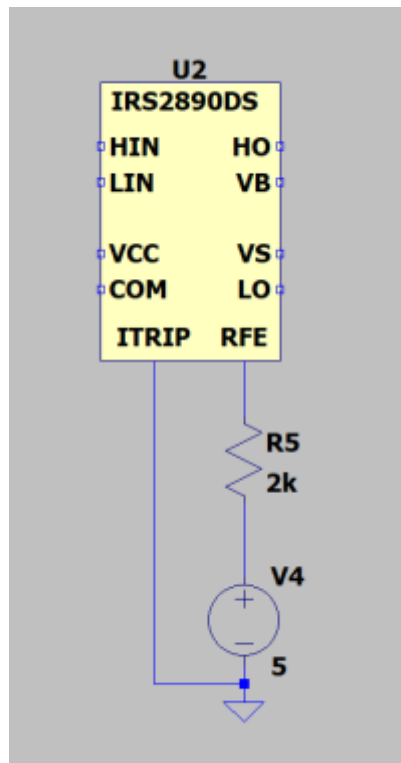 U2
IRS2890DS
HIN HO
LIN VB
VCC VS
COM LO
ITRIP RFE
R5
2k
V4
+
−
5